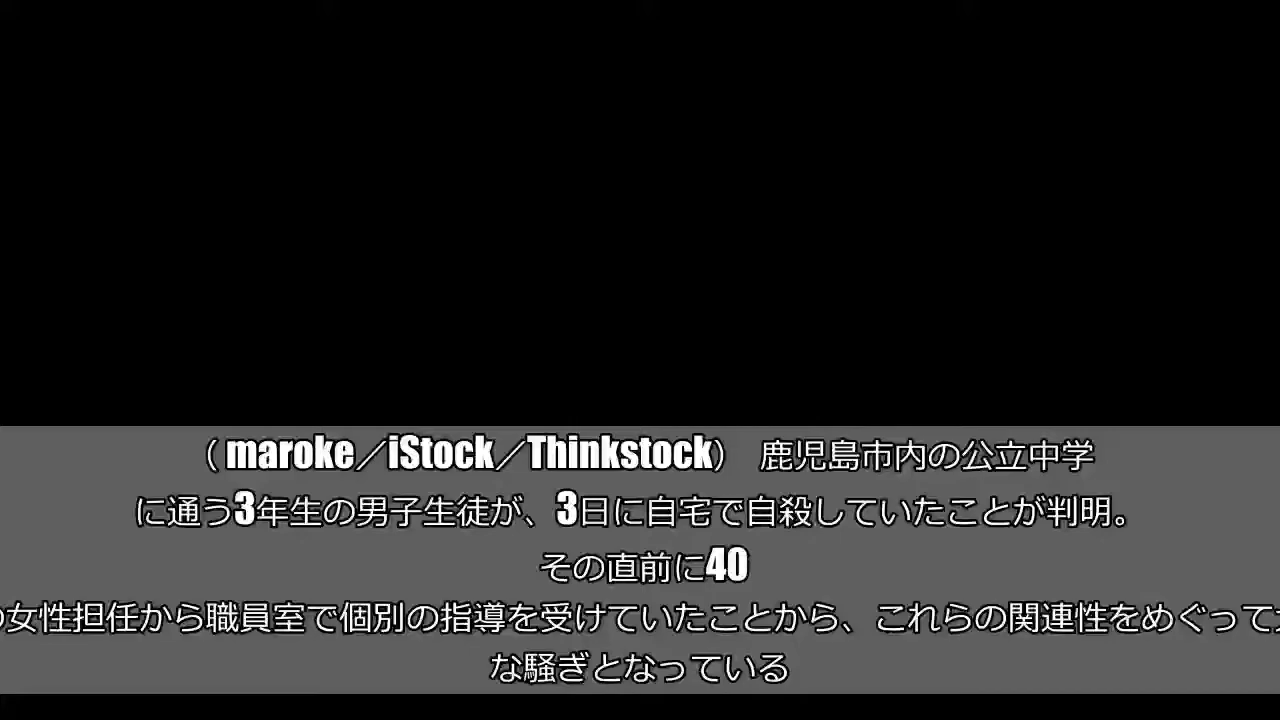 （maroke／iStock／Thinkstock） 鹿児島市内の公立中学
に通う3年生の男子生徒が、3日に自宅で自殺していたことが判明。
その直前に40
女性担任から職員室で個別の指導を受けていたことから、これらの関連性をめぐって
な騒ぎとなっている